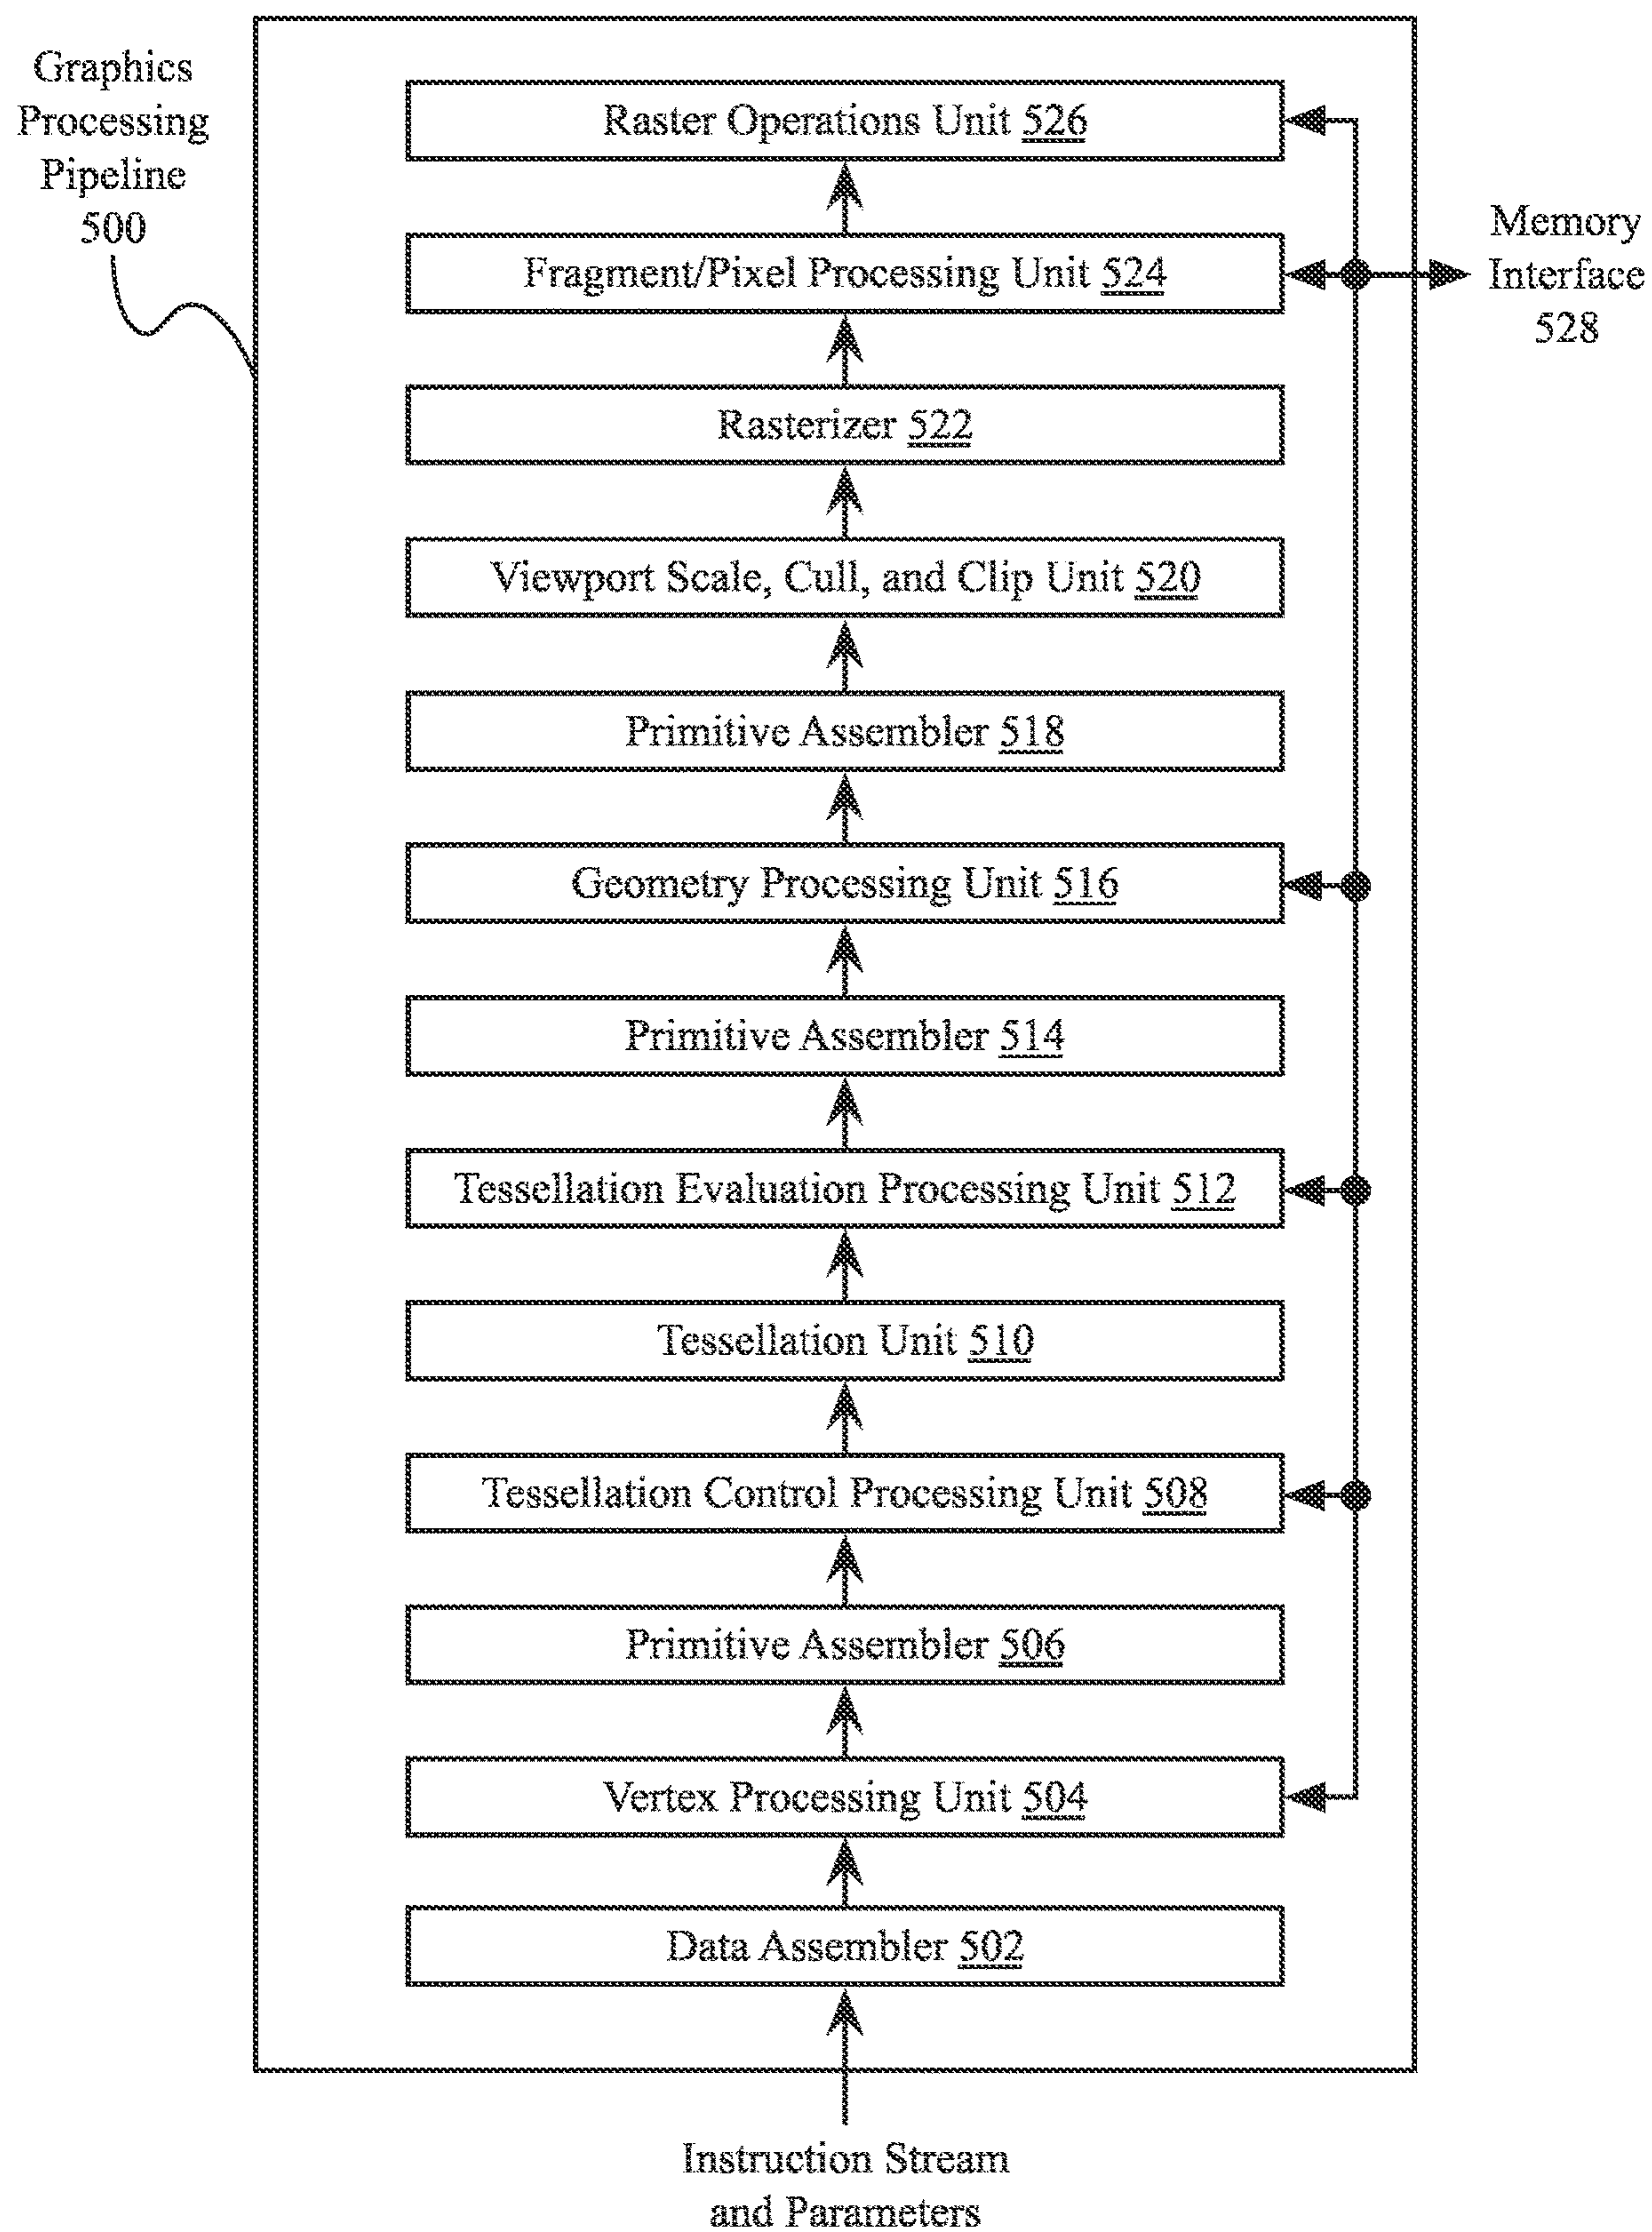 Graphics
Processing
Pipeline
500
Raster Operations Unit 526
Fragment/Pixel Processing Unit 524
Memory
Interface
528
Rasterizer 522
Viewport Scale, Cull, and Clip Unit 520
Primitive Assembler 518
Geometry Processing Unit 516
Primitive Assembler 514
Tessellation Evaluation Processing Unit 512
Tessellation Unit 510
Tessellation Control Processing Unit 508
Primitive Assembler 506
Vertex Processing Unit 504
Data Assembler 502
Instruction Stream
and Parameters